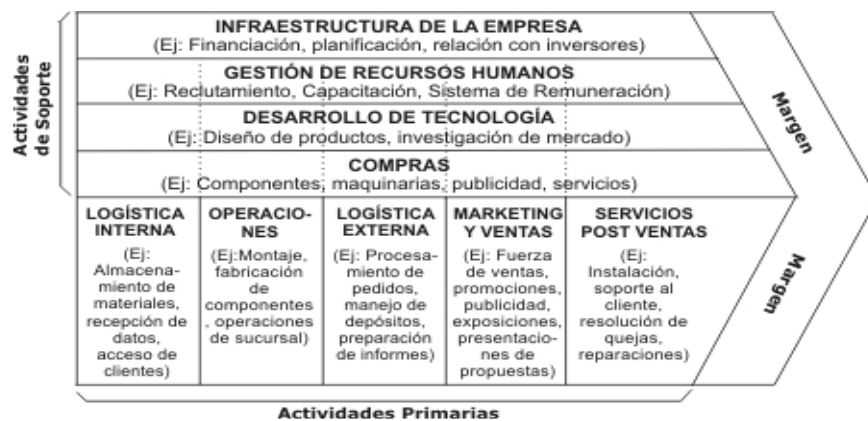 Actividades
de Soporte
INFRAESTRUCTURA DE LA EMPRESA
(Ej: Financiación, planificación, relación con inversores)
GESTIÓN DE RECURSOS HUMANOS
(Ej: Reclutamiento, Capacitación, Sistema de Remuneración)
DESARROLLO DE TECNOLOGÍA
(Ej: Diseño de productos, investigación de mercado)
COMPRAS
(Ej: Componentes, maquinarias, publicidad, servicios)
Margen
LOGÍSTICA
INTERNA
(Ej:
Almacena-
miento de
materiales,
recepción de
datos,
acceso de
clientes)
OPERACIO-
NES
(Ej:Montaje,
fabricación
de
componentes
, operaciones
de sucursal)
LOGÍSTICA
EXTERNA
(Ej: Procesa-
miento de
pedidos,
manejo de
depósitos,
preparación
de informes)
MARKETING
Y VENTAS
(Ej: Fuerza
de ventas,
promociones,
publicidad,
exposiciones,
presentacio-
nes de
propuestas)
SERVICIOS
POST VENTAS
(Ej:
Instalación,
soporte al
cliente,
resolución de
quejas,
reparaciones)
Margen
Actividades Primarias